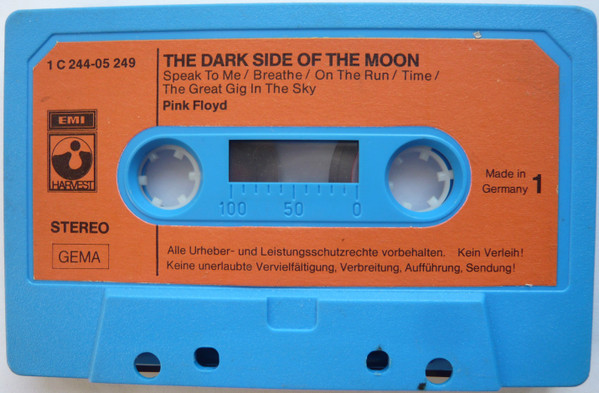 1 C 244-05 249
THE DARK SIDE OF THE MOON
Speak To Me / Breathe / On The Run / Time /
The Great Gig In The Sky
Pink Floyd
EMI
HARVEST
STEREO
GEMA
100 50 0
Made in
Germany 1
Alle Urheber- und Leistungsschutzrechte vorbehalten. Kein Verleih!
Keine unerlaubte Vervielfältigung, Verbreitung, Aufführung, Sendung!